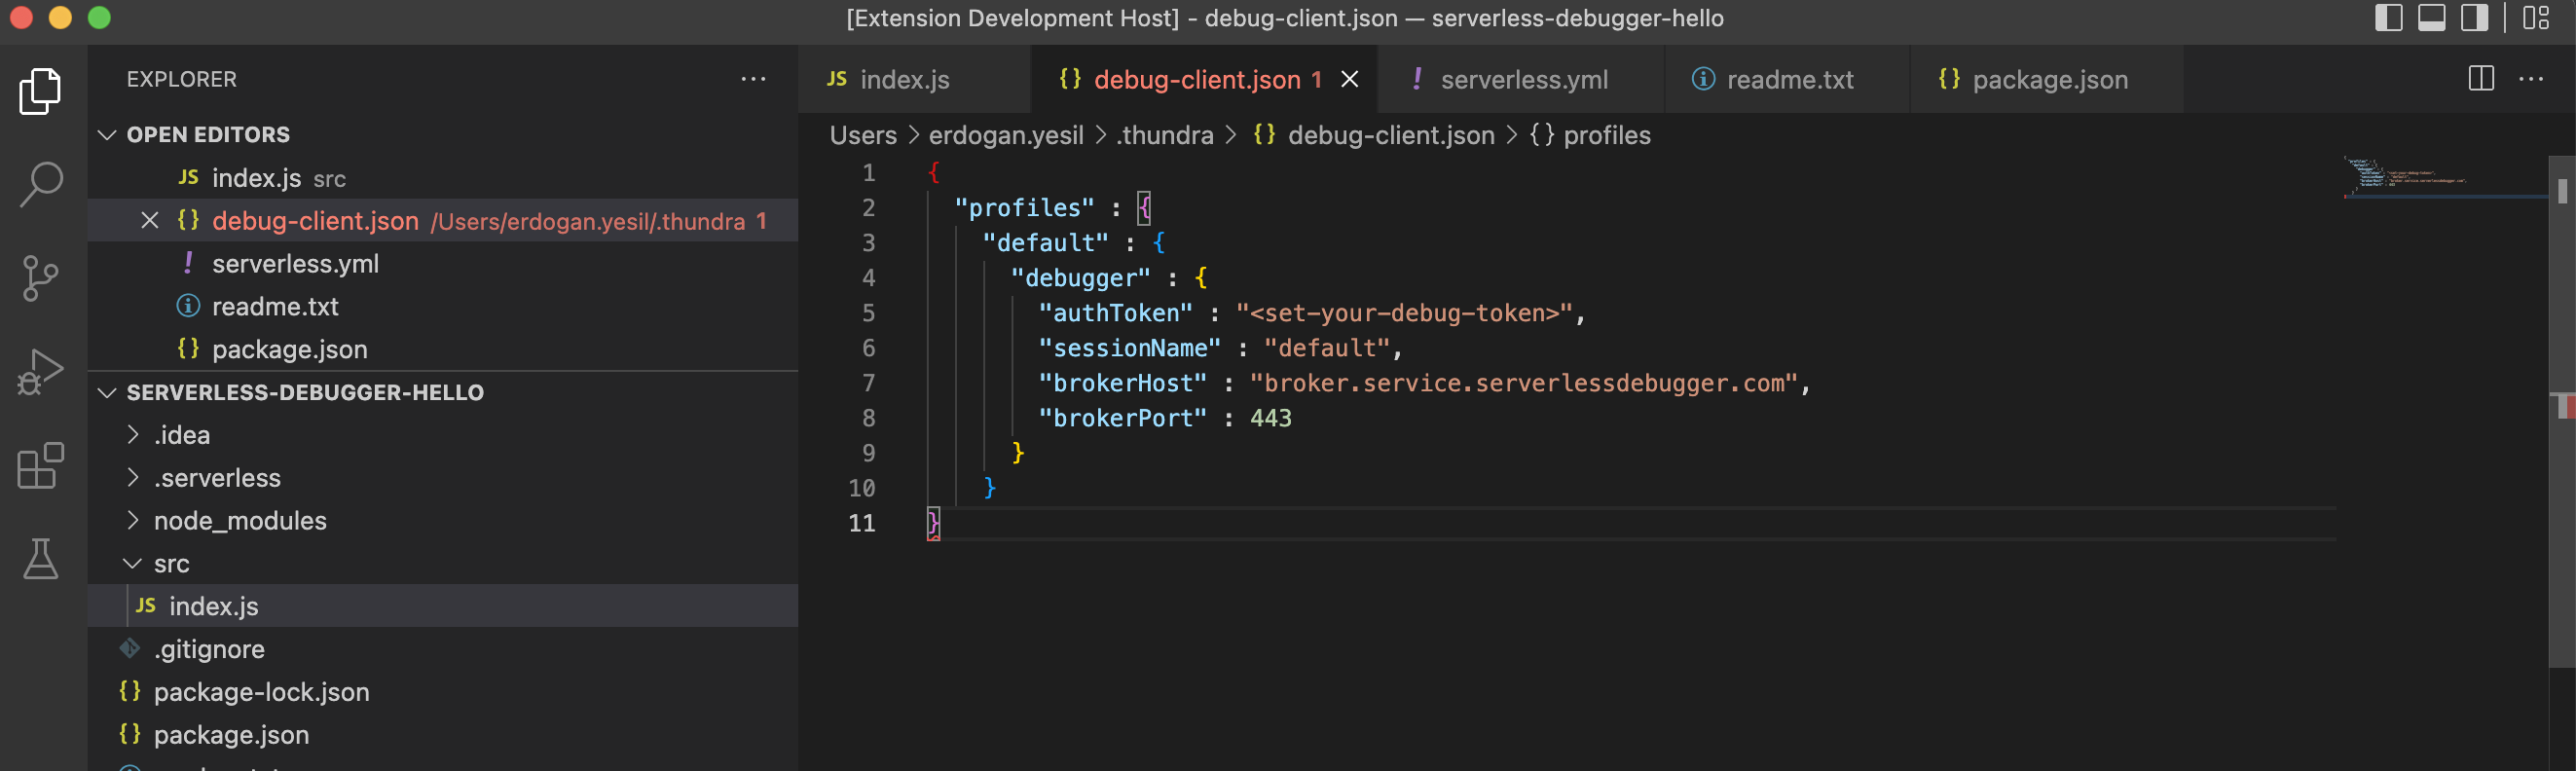 [Extension Development Host] - debug-client.json — serverless-debugger-hello
EXPLORER
OPEN EDITORS
JS index.js src
{} debug-client.json /Users/erdogan.yesil/.thundra 1
! serverless.yml
readme.txt
{} package.json
SERVERLESS-DEBUGGER-HELLO
.idea
.serverless
node_modules
src
JS index.js
.gitignore
{} package-lock.json
{} package.json
JS index.js
{} debug-client.json 1
! serverless.yml
readme.txt
{} package.json
Users > erdogan.yesil > .thundra > {} debug-client.json > {} profiles
1 {
2 "profiles" : {
3 "default" : {
4 "debugger" : {
5 "authToken" : "<set-your-debug-token>",
6 "sessionName" : "default",
7 "brokerHost" : "broker.service.serverlessdebugger.com",
8 "brokerPort" : 443
9 }
10 }
11 }